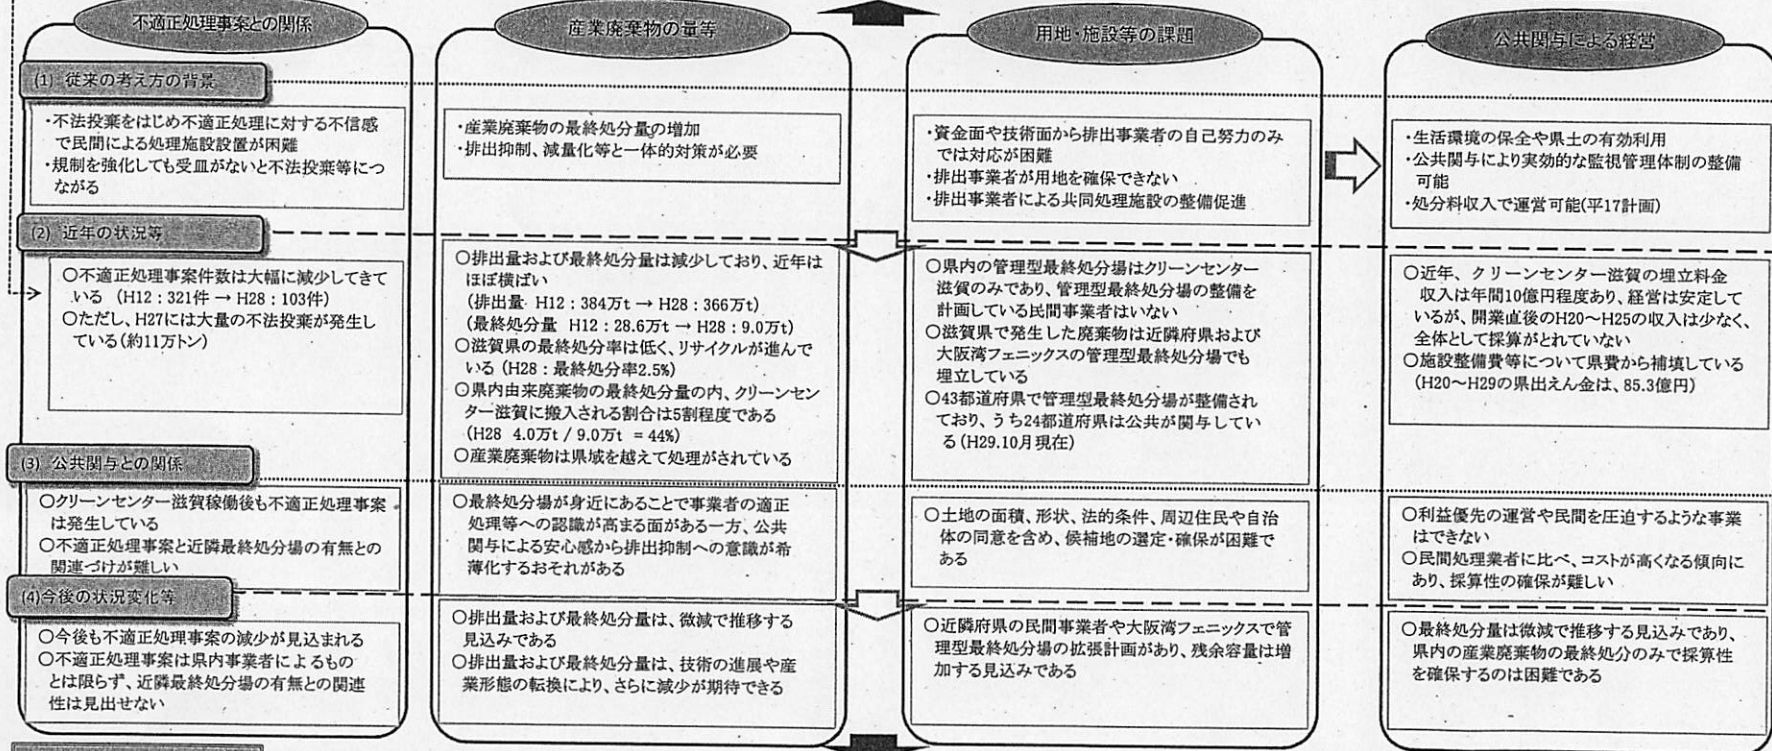 不適正処理事案との関係
産業廃棄物の量等
用地・施設等の課題
公共関与による経営
(1) 従来の考え方の背景
・不法投棄をはじめ不適正処理に対する不信感
で民間による処理施設設置が困難
・規制を強化しても受皿がないと不法投棄等につ
ながる
・産業廃棄物の最終処分量の増加
・排出抑制、減量化等と一体的対策が必要
・資金面や技術面から排出事業者の自己努力のみ
では対応が困難
・排出事業者が用地を確保できない
・排出事業者による共同処理施設の整備促進
・生活環境の保全や県土の有効利用
・公共関与により実効的な監視管理体制の整備
可能
・処分料収入で運営可能(平17計画)
(2) 近年の状況等
○不適正処理事案件数は大幅に減少してきて
いる (H12:321件 → H28:103件)
○ただし、H27には大量の不法投棄が発生し
ている(約11万トン)
○排出量および最終処分量は減少しており、近年は
ほぼ横ばい
(排出量 H12:384万t → H28:366万t)
(最終処分量 H12:28.6万t → H28:9.0万t)
○滋賀県の最終処分率は低く、リサイクルが進んで
いる (H28:最終処分率2.5%)
○県内由来廃棄物の最終処分量の内、クリーンセン
ター滋賀に搬入される割合は5割程度である
(H28 4.0万t / 9.0万t = 44%)
○産業廃棄物は県域を越えて処理がされている
○県内の管理型最終処分場はクリーンセンター
滋賀のみであり、管理型最終処分場の整備を
計画している民間事業者はいない
○滋賀県で発生した廃棄物は近隣府県および
大阪湾フェニックスの管理型最終処分場でも
埋立している
○43都道府県で管理型最終処分場が整備され
ており、うち24都道府県は公共が関与してい
る(H29.10月現在)
○近年、クリーンセンター滋賀の埋立料金
収入は年間10億円程度あり、経営は安定して
いるが、開業直後のH20～H25の収入は少なく、
全体として採算がとれていない
○施設整備費等について県費から補填している
(H20～H29の県出えん金は、85.3億円)
(3) 公共関与との関係
○クリーンセンター滋賀稼働後も不適正処理事案
は発生している
○不適正処理事案と近隣最終処分場の有無との
関連づけが難しい
○最終処分場が身近にあることで事業者の適正
処理等への認識が高まる面がある一方、公共
関与による安心感から排出抑制への意識が希
薄化するおそれがある
○土地の面積、形状、法的条件、周辺住民や自治
体の同意を含め、候補地の選定・確保が困難で
ある
○利益優先の運営や民間を圧迫するような事業
はできない
○民間処理業者に比べ、コストが高くなる傾向に
あり、採算性の確保が難しい
(4)今後の状況変化等
○今後も不適正処理事案の減少が見込まれる
○不適正処理事案は県内事業者によるもの
とは限らず、近隣最終処分場の有無との関連
性は見出せない
○排出量および最終処分量は、微減で推移する
見込みである
○排出量および最終処分量は、技術の進展や産
業形態の転換により、さらに減少が期待できる
○近隣府県の民間事業者や大阪湾フェニックスで管
理型最終処分場の拡張計画があり、残余容量は増
加する見込みである
○最終処分量は微減で推移する見込みであり、
県内の産業廃棄物の最終処分のみで採算性
を確保するのは困難である